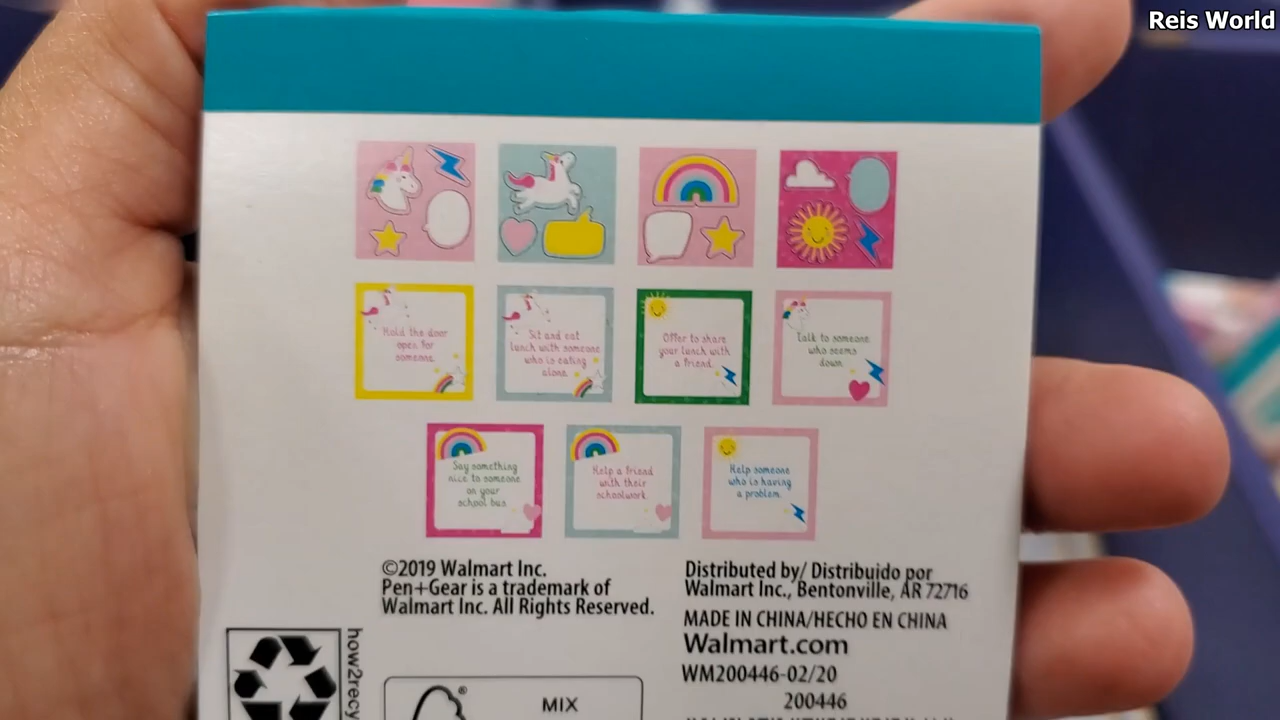 Reis World
Hold the door
open for
someone.
Sit and eat
lunch with someone
who is eating
alone.
Offer to share
your lunch with
a friend.
Talk to someone
who seems
down.
Say something
nice to someone
on your
school bus.
Help a friend
with their
schoolwork.
Help someone
who is having
a problem.
©2019 Walmart Inc.
Pen+Gear is a trademark of
Walmart Inc. All Rights Reserved.
Distributed by/ Distribuido por
Walmart Inc., Bentonville, AR 72716
MADE IN CHINA/HECHO EN CHINA
Walmart.com
WM200446-02/20
200446
how2recy
®
MIX